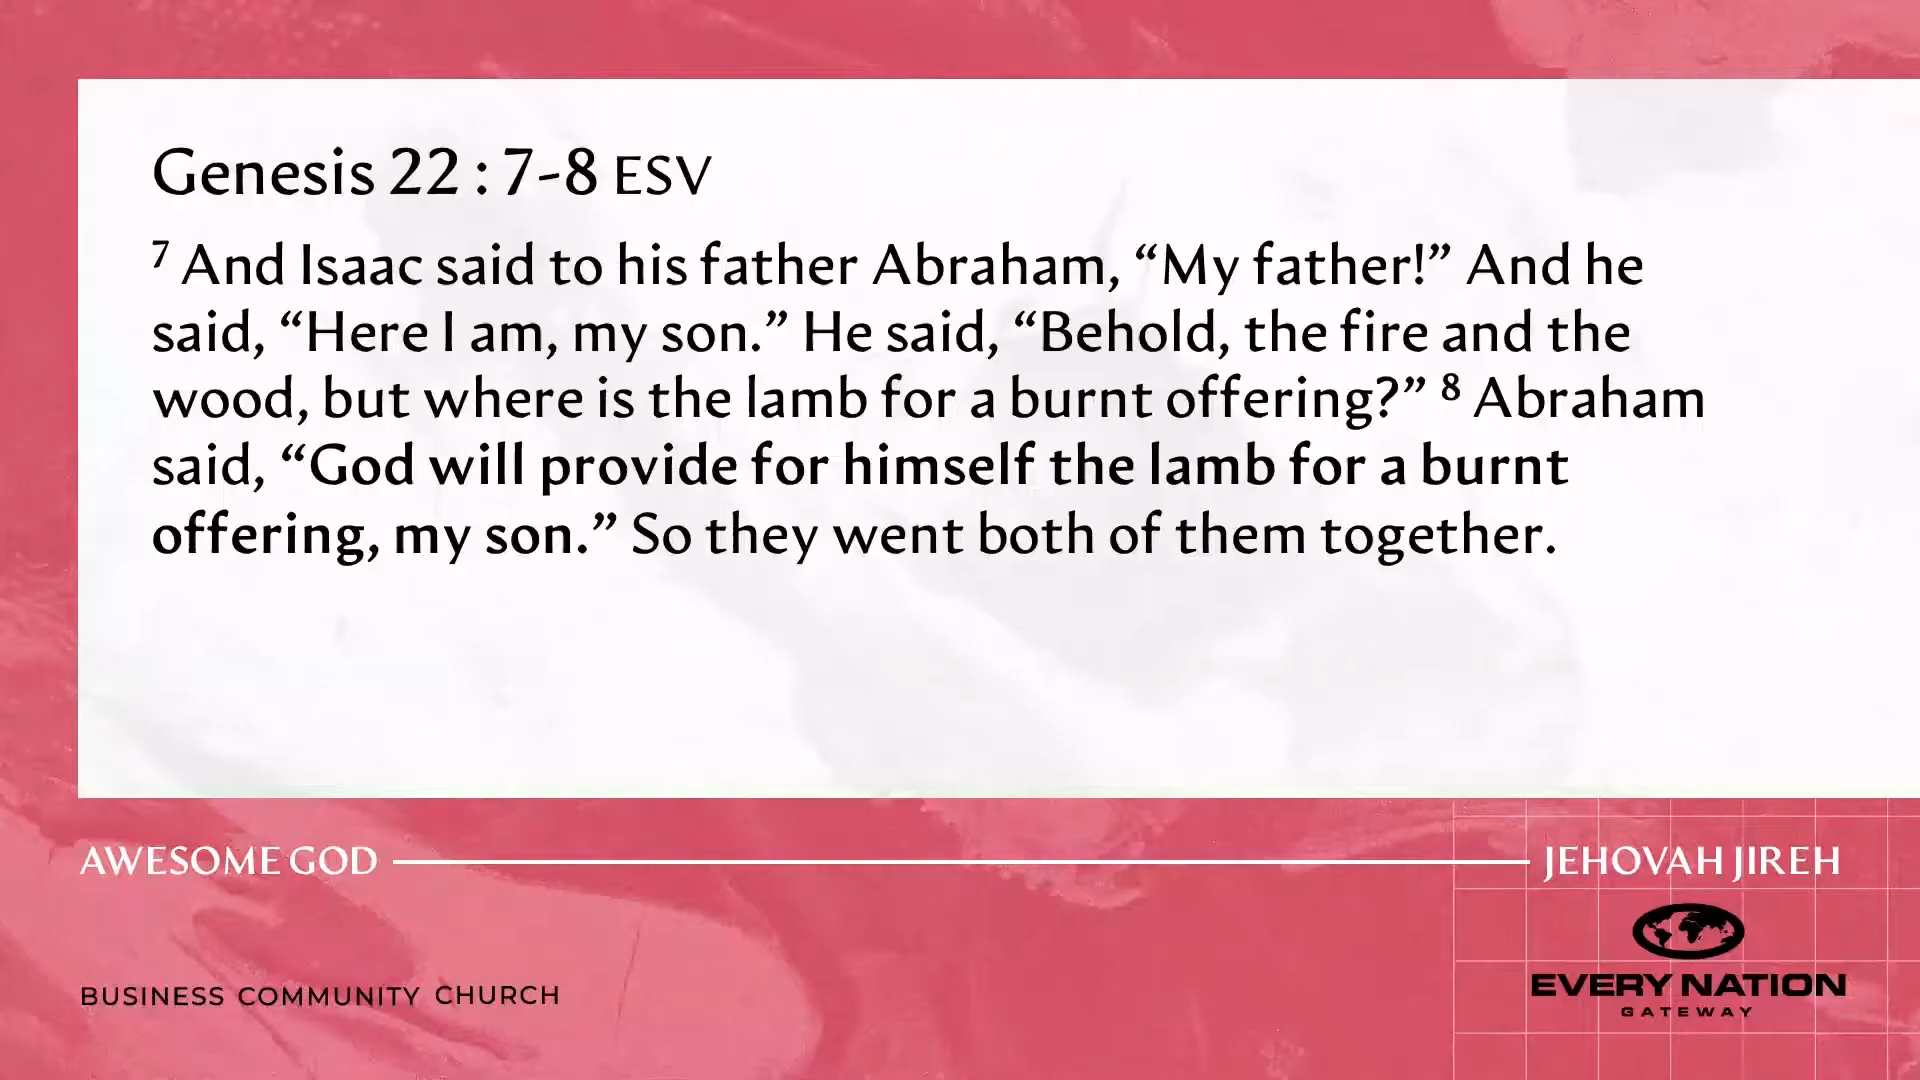 Genesis 22 : 7-8 ESV
⁷ And Isaac said to his father Abraham, “My father!” And he
said, “Here I am, my son.” He said, “Behold, the fire and the
wood, but where is the lamb for a burnt offering?” ⁸ Abraham
said, “God will provide for himself the lamb for a burnt
offering, my son.” So they went both of them together.
AWESOME GOD
JEHOVAH JIREH
BUSINESS COMMUNITY CHURCH
EVERY NATION
GATEWAY